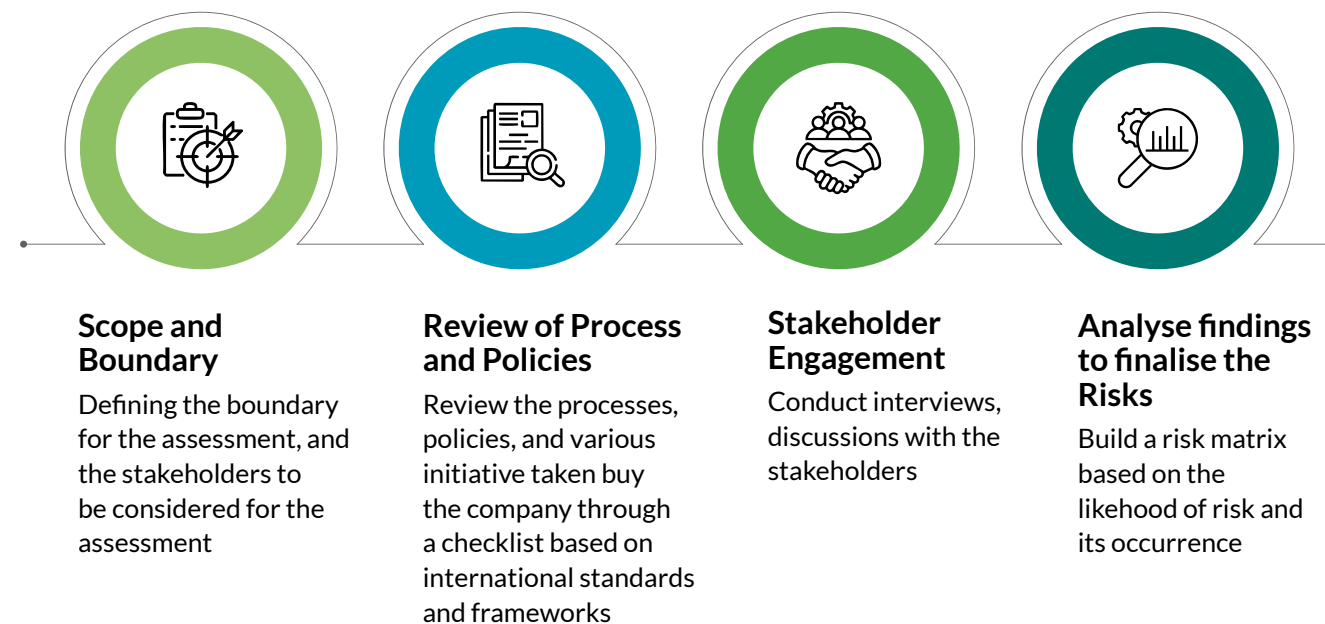 Scope and
Boundary
Defining the boundary
for the assessment, and
the stakeholders to
be considered for the
assessment
Review of Process
and Policies
Review the processes,
policies, and various
initiative taken buy
the company through
a checklist based on
international standards
and frameworks
Stakeholder
Engagement
Conduct interviews,
discussions with the
stakeholders
Analyse findings
to finalise the
Risks
Build a risk matrix
based on the
likehood of risk and
its occurrence